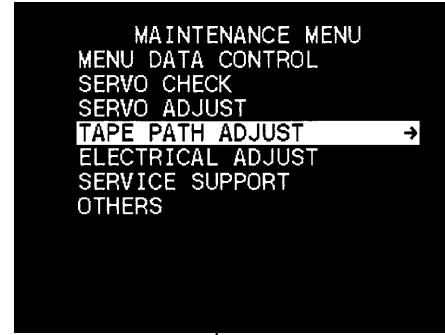 MAINTENANCE MENU
MENU DATA CONTROL
SERVO CHECK
SERVO ADJUST
TAPE PATH ADJUST →
ELECTRICAL ADJUST
SERVICE SUPPORT
OTHERS